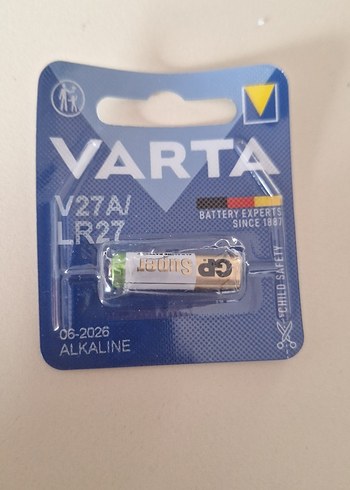 VARTA
V27A/
LR27
BATTERY EXPERTS
SINCE 1887
GP Super
CHILD SAFETY
06-2026
ALKALINE